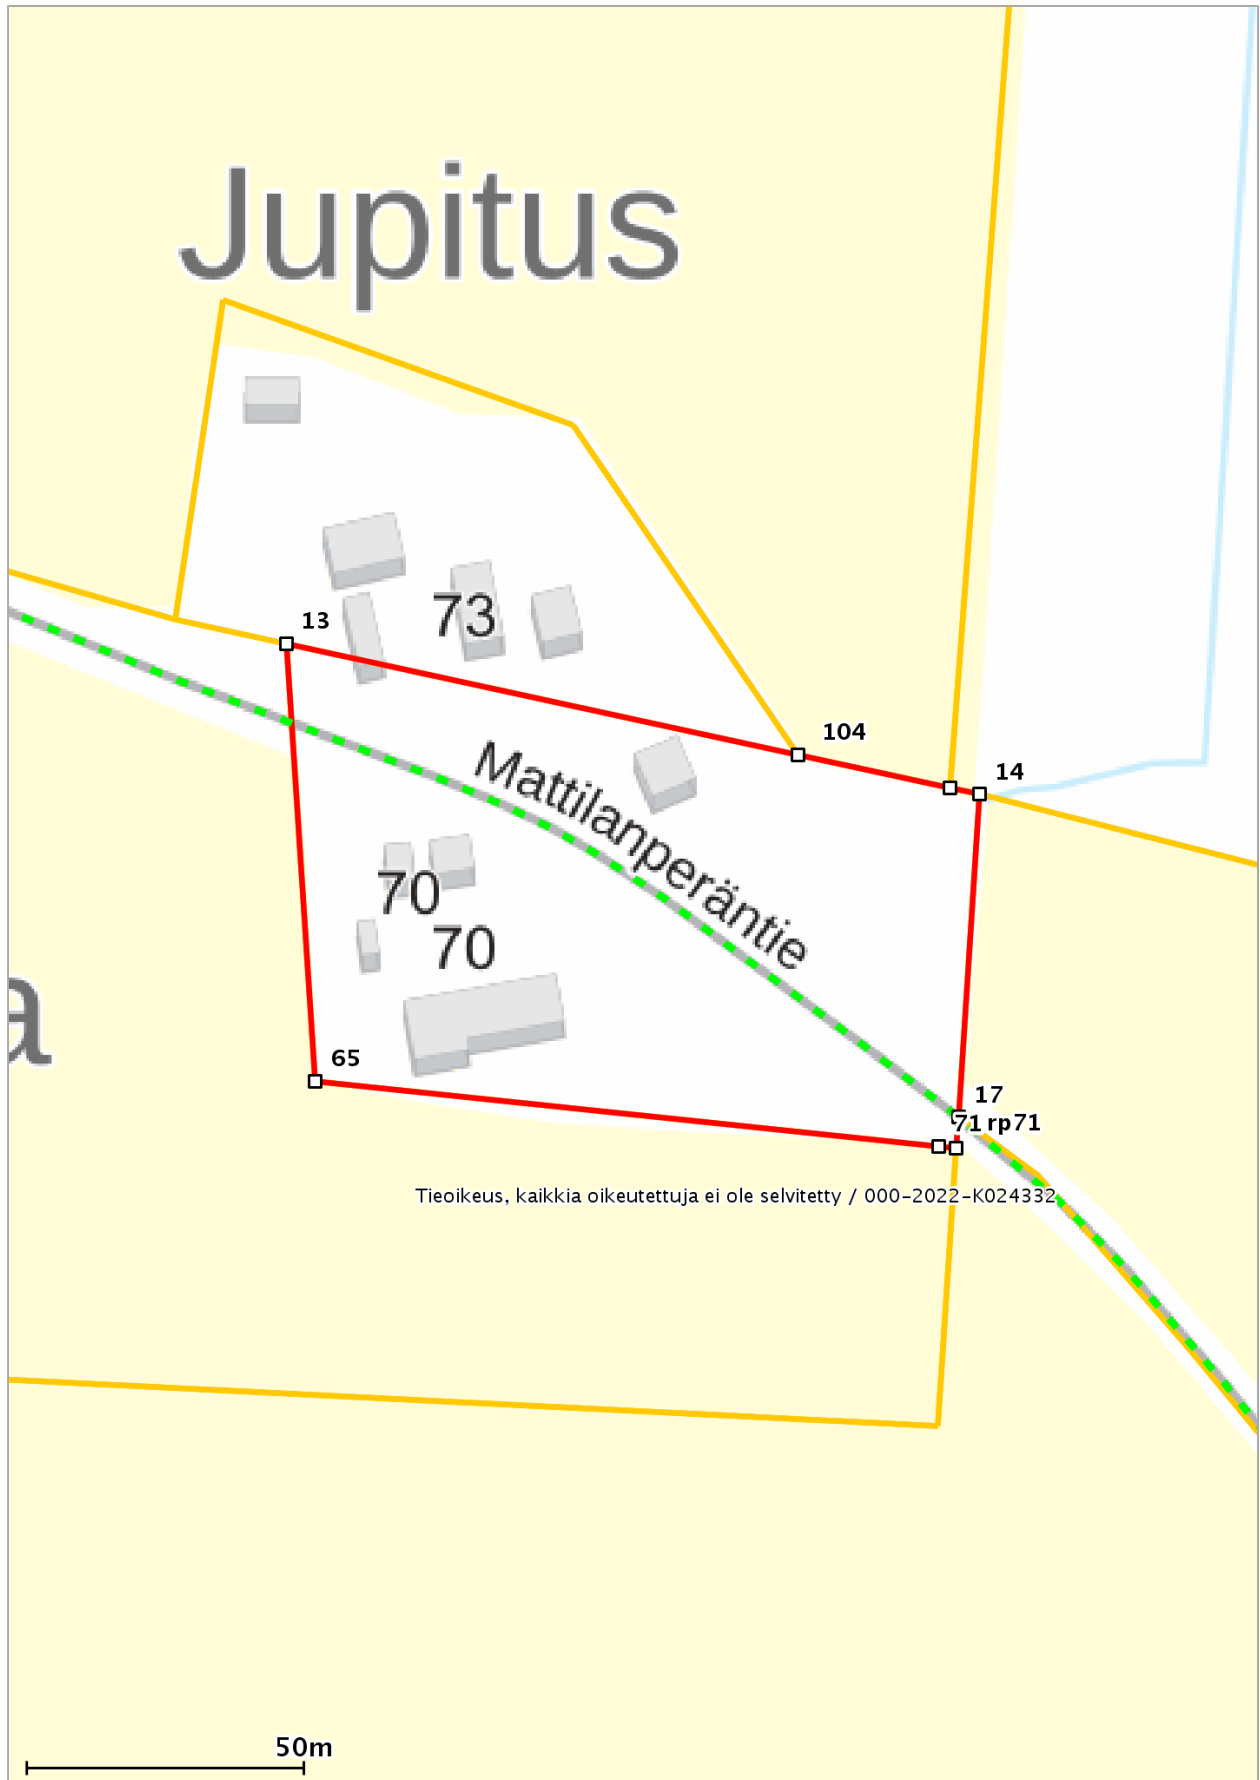 Jupitus
13
73
104
14
Mattilanperäntie
70
70
a
65
17
71 rp71
Tieoikeus, kaikkia oikeutettuja ei ole selvitetty / 000-2022-K024332
50m